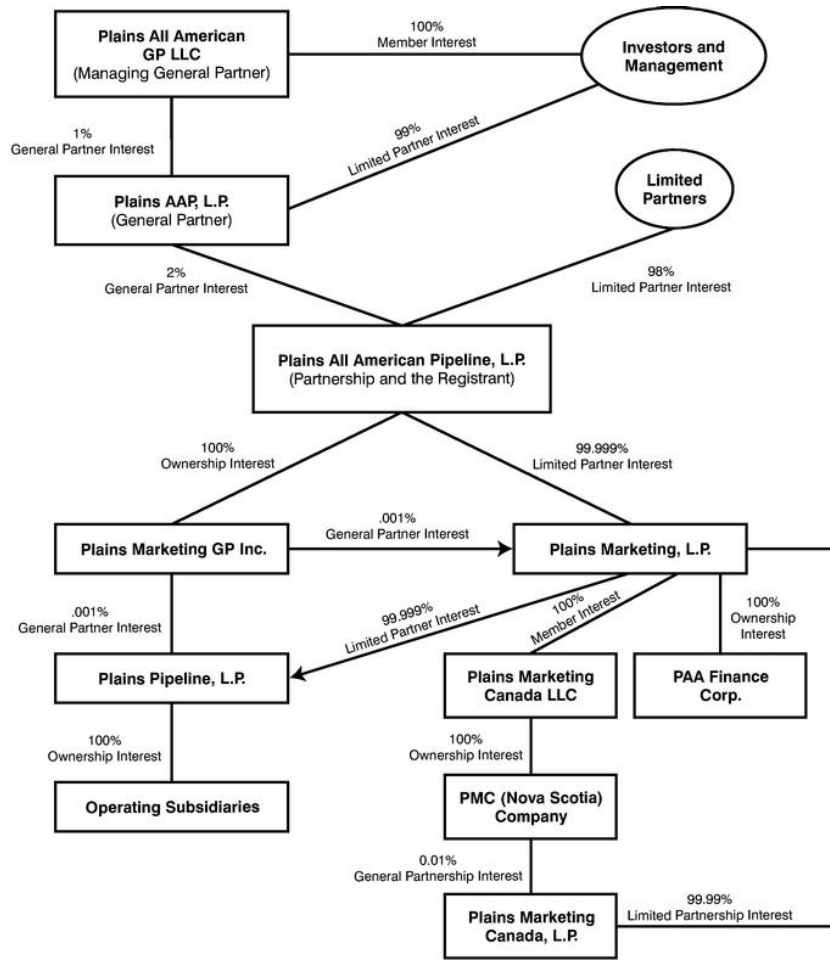 Plains All American
GP LLC
(Managing General Partner)
100%
Member Interest
Investors and
Management
1%
General Partner Interest
99%
Limited Partner Interest
Plains AAP, L.P.
(General Partner)
Limited
Partners
2%
General Partner Interest
98%
Limited Partner Interest
Plains All American Pipeline, L.P.
(Partnership and the Registrant)
100%
Ownership Interest
99.999%
Limited Partner Interest
Plains Marketing GP Inc.
.001%
General Partner Interest
Plains Marketing, L.P.
.001%
General Partner Interest
99.999%
Limited Partner Interest
100%
Member Interest
100%
Ownership
Interest
Plains Pipeline, L.P.
Plains Marketing
Canada LLC
PAA Finance
Corp.
100%
Ownership Interest
100%
Ownership Interest
Operating Subsidiaries
PMC (Nova Scotia)
Company
0.01%
General Partnership Interest
Plains Marketing
Canada, L.P.
99.99%
Limited Partnership Interest